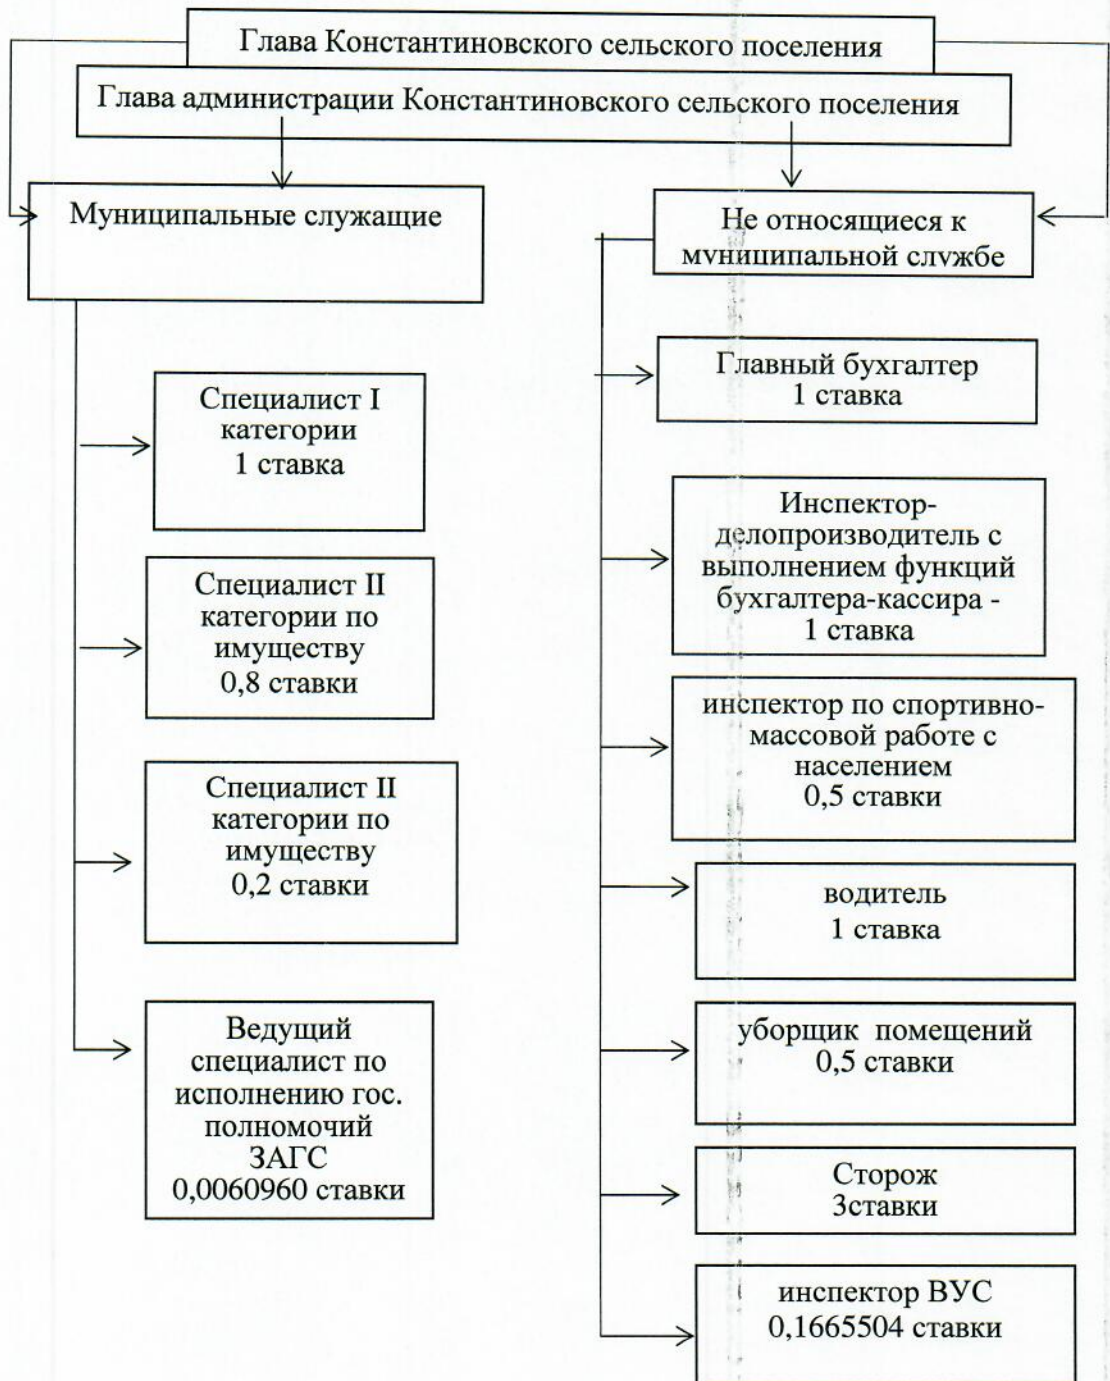 Глава Константиновского сельского поселения
Глава администрации Константиновского сельского поселения
Муниципальные служащие
Не относящиеся к
муниципальной службе
Специалист I
категории
1 ставка
Специалист II
категории по
имуществу
0,8 ставки
Специалист II
категории по
имуществу
0,2 ставки
Ведущий
специалист по
исполнению гос.
полномочий
ЗАГС
0,0060960 ставки
Главный бухгалтер
1 ставка
Инспектор-
делопроизводитель с
выполнением функций
бухгалтера-кассира -
1 ставка
инспектор по спортивно-
массовой работе с
населением
0,5 ставки
водитель
1 ставка
уборщик помещений
0,5 ставки
Сторож
3ставки
инспектор ВУС
0,1665504 ставки